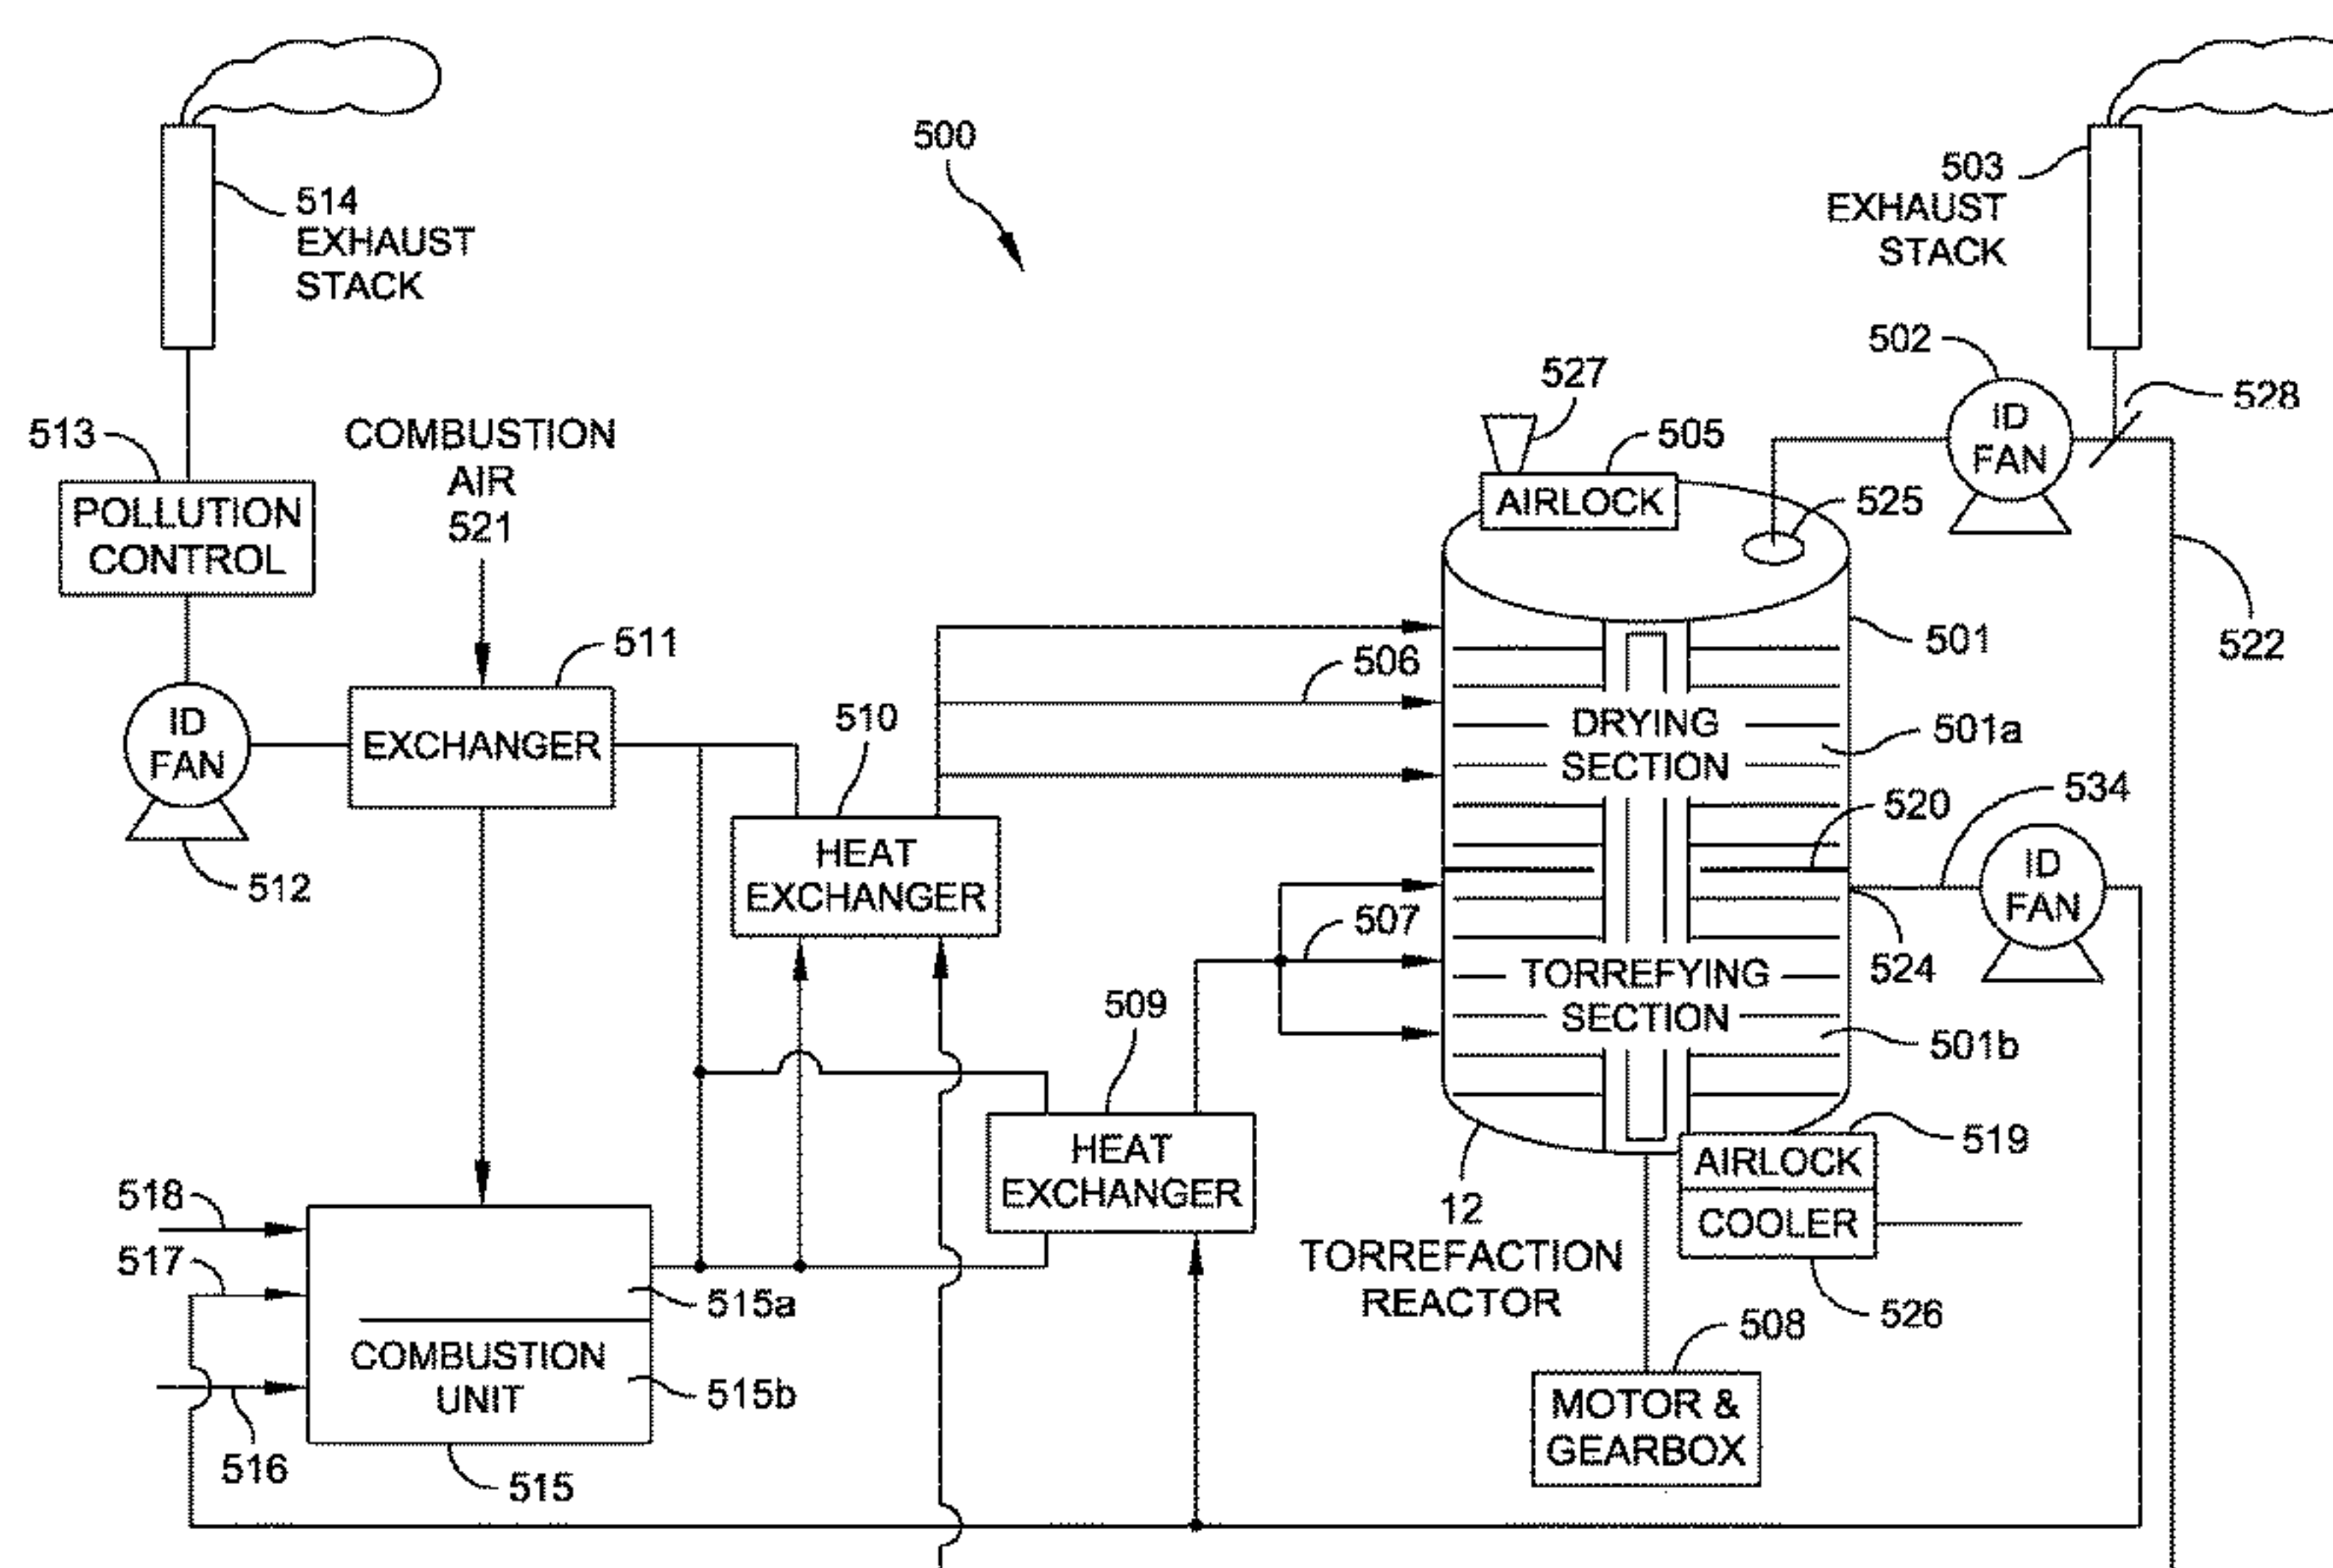 500
514
EXHAUST
STACK
503
EXHAUST
STACK
502
ID
FAN
528
527
505
AIRLOCK
525
513
POLLUTION
CONTROL
COMBUSTION
AIR
521
511
EXCHANGER
ID
FAN
512
506
510
HEAT
EXCHANGER
501
522
DRYING
SECTION
501a
520
534
ID
FAN
524
507
TORREFYING
SECTION
501b
509
HEAT
EXCHANGER
519
AIRLOCK
COOLER
526
12
TORREFACTION
REACTOR
508
MOTOR &
GEARBOX
518
517
515a
COMBUSTION
UNIT
515b
516
515